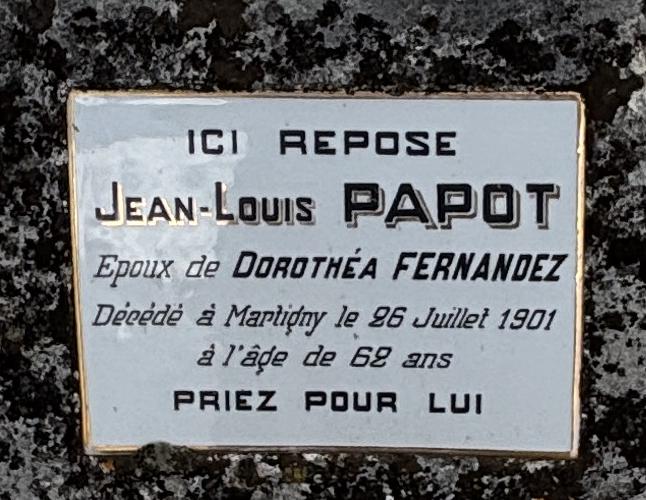 ICI REPOSE
JEAN-LOUIS PAPOT
Epoux de DOROTHÉA FERNANDEZ
Décédé à Martigny le 26 Juillet 1901
à l'âge de 62 ans
PRIEZ POUR LUI